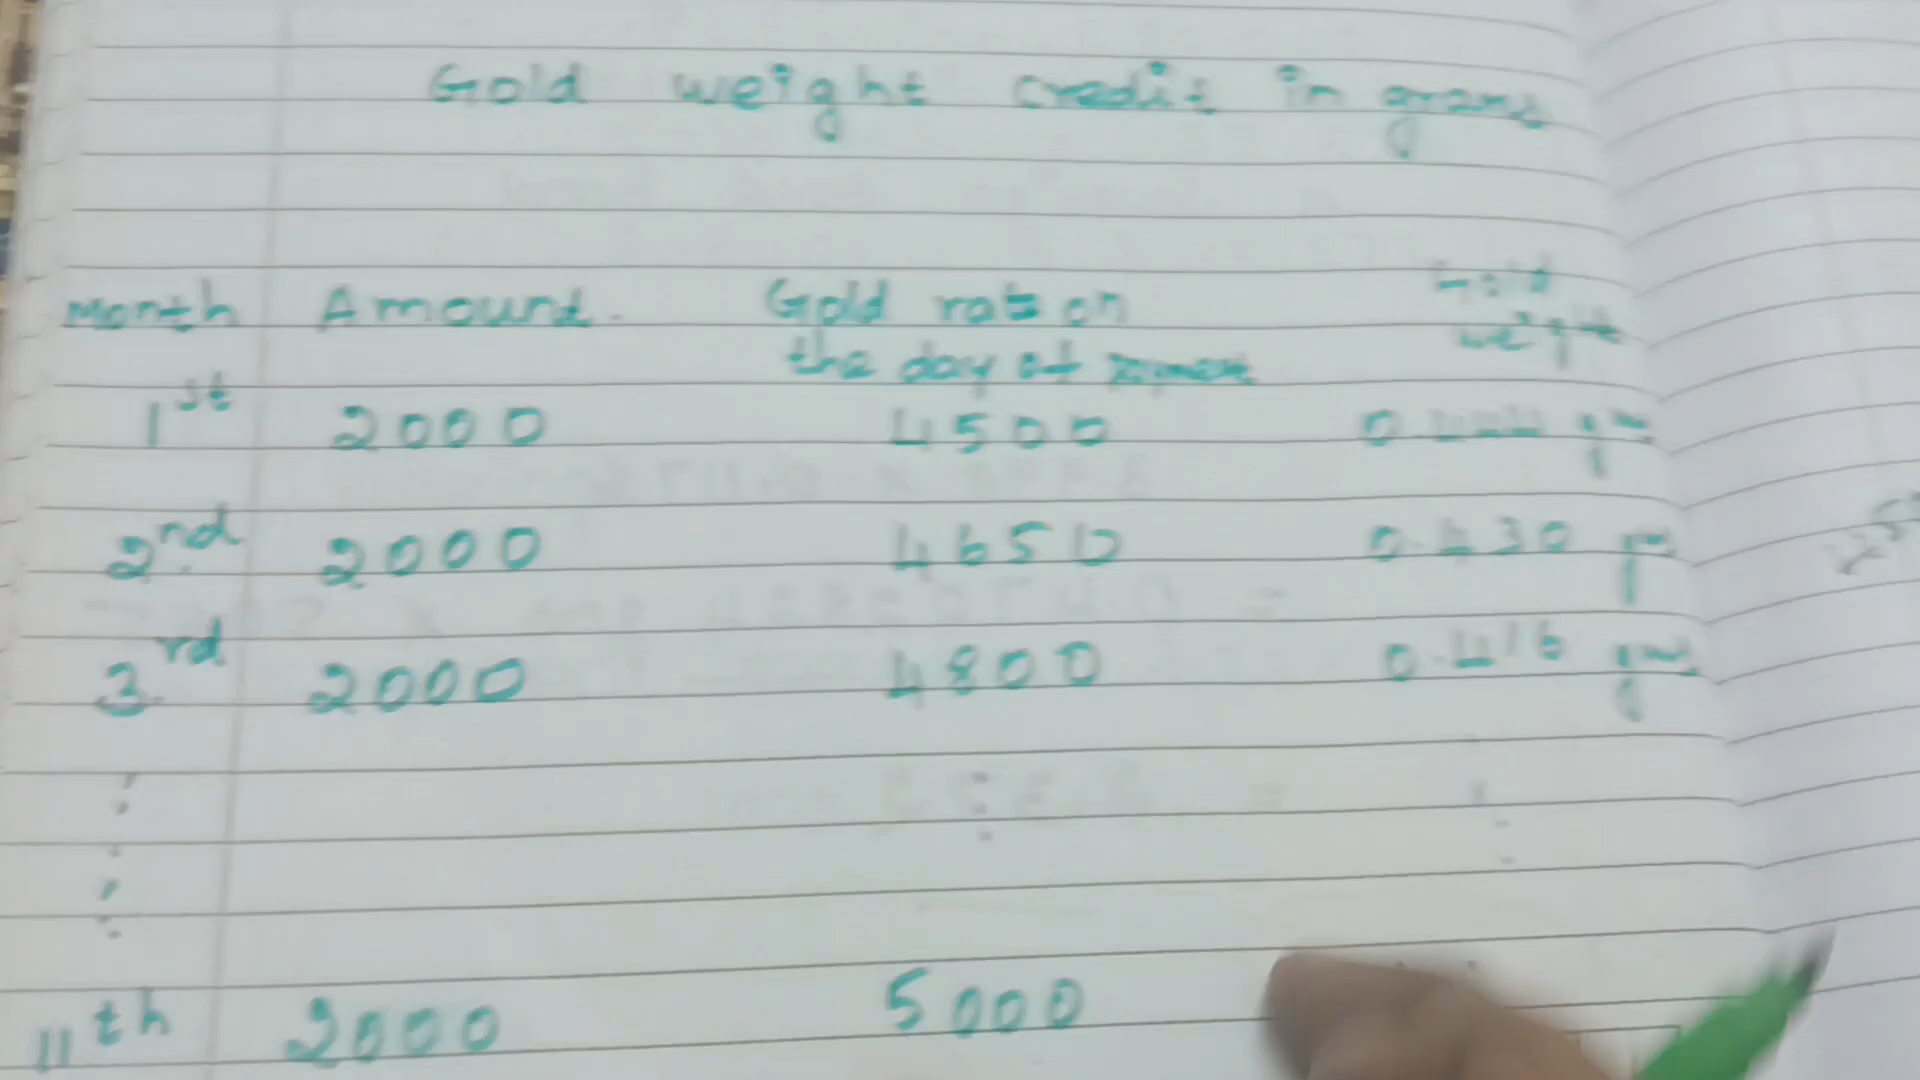 Gold weight credit in grams
Month Amount. Gold rate on the day of payment Gold weight
1st 2000 4500 0.444 gm
2nd 2000 4650 0.430 gm
3rd 2000 4800 0.416 gm
11th 2000 5000